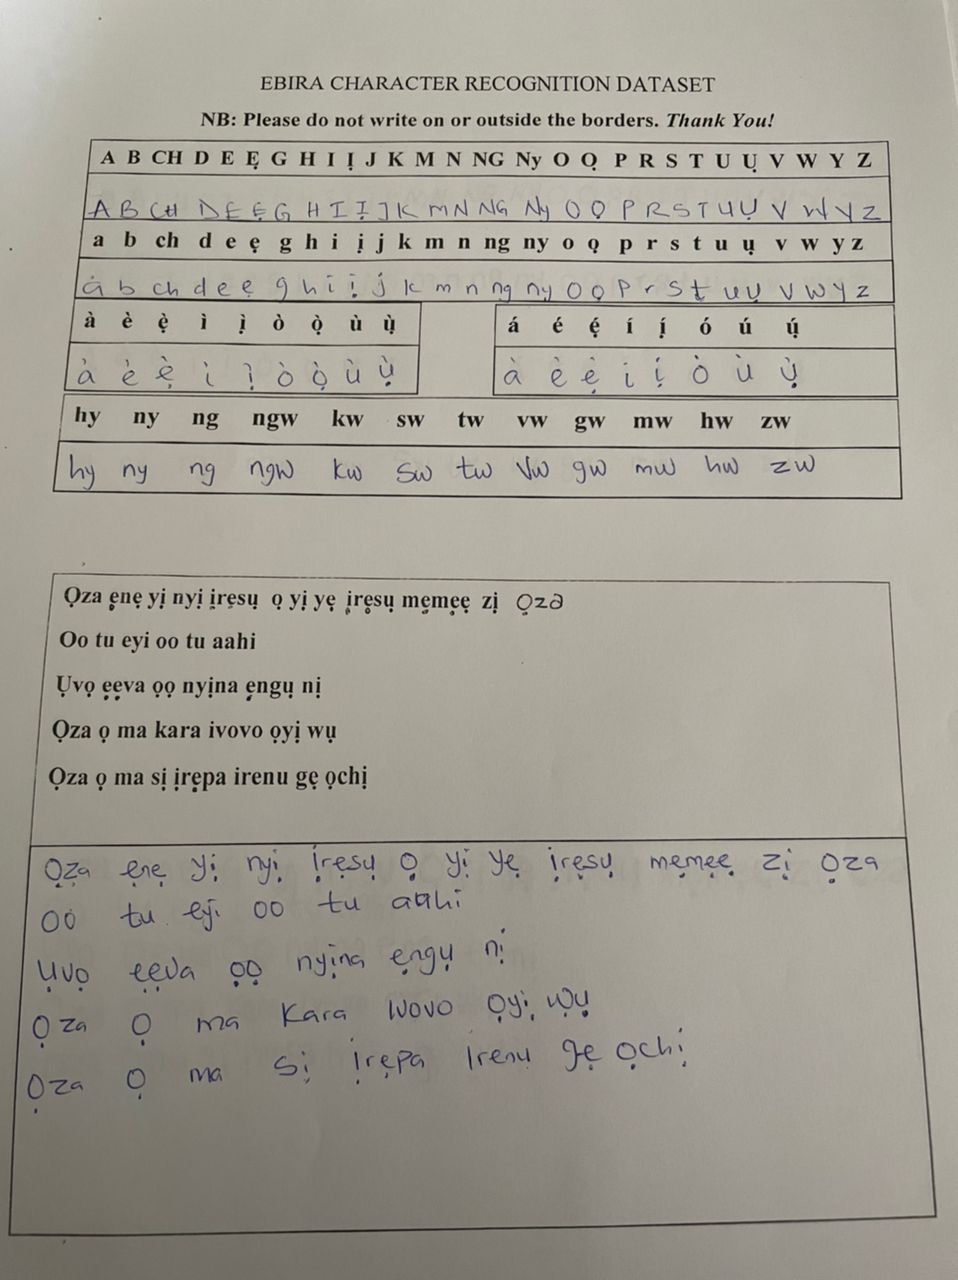 EBIRA CHARACTER RECOGNITION DATASET
NB: Please do not write on or outside the borders. Thank You!
A B CH D E Ẹ G H I Ị J K M N NG Ny O Ọ P R S T U Ụ V W Y Z
A B CH D E Ẹ G H I Ị J K m N NG Ny O Ọ P R S T U Ụ V W Y Z
a b ch d e ẹ g h i ị j k m n ng ny o ọ p r s t u ụ v w y z
a b ch d e ẹ g h i ị j k m n ng ny o ọ p r s t u ụ v w y z
à è ẹ̀ ì ị̀ ò ọ̀ ù ụ̀ á é ẹ́ í ị́ ó ú ụ́
à è ẹ̀ ì ị̀ ò ọ̀ ù ụ̀ à è ẹ̀ í ị́ ò ù ụ̀
hy ny ng ngw kw sw tw vw gw mw hw zw
hy ny ng ngw kw sw tw vw gw mw hw zw
Ọza ẹnẹ yị nyị ịrẹsụ ọ yị yẹ ịrẹsụ mẹmẹẹ zị ọza
Oo tu eyi oo tu aahi
Ụvọ ẹẹva ọọ nyịna ẹngụ nị
Ọza ọ ma kara ivovo ọyị wụ
Ọza ọ ma sị ịrẹpa irenu gẹ ọchị
Ọza ẹnẹ yị nyị ịrẹsụ ọ yị yẹ ịrẹsụ mẹmẹẹ zị ọza
Oo tu eyi oo tu aahi
Ụvọ ẹẹva ọọ nyịna ẹngụ nị
Ọza ọ ma kara ivovo ọyị wụ
Ọza ọ ma sị ịrẹpa irenu gẹ ọchị